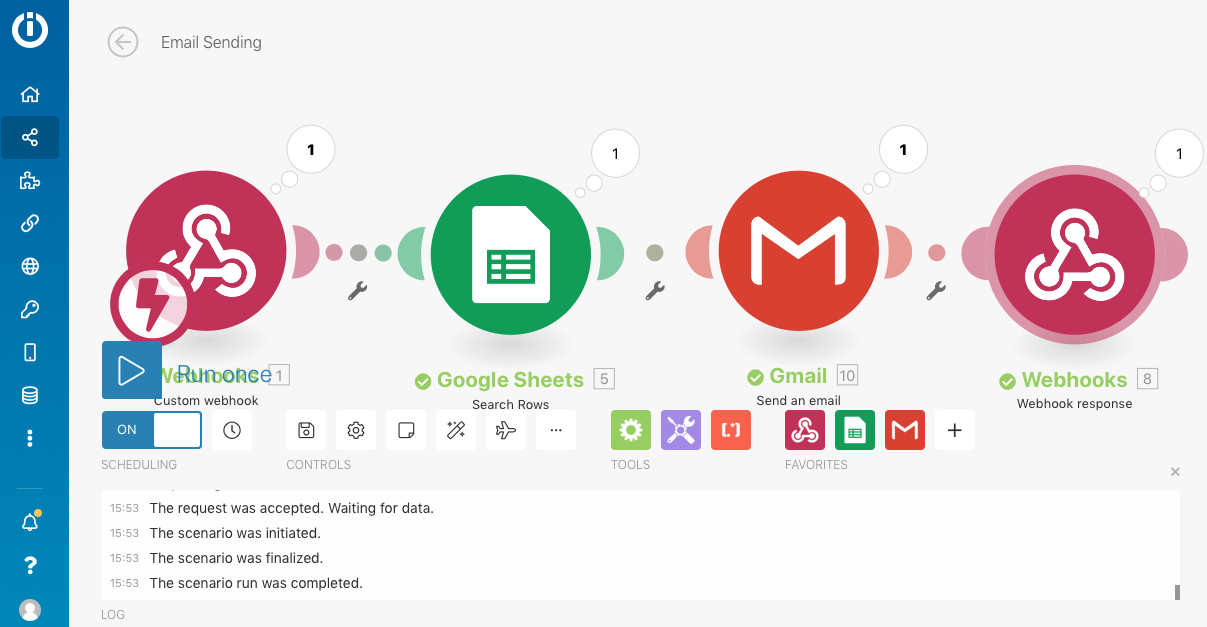 Email Sending
1
1
1
1
Webhooks 1
Custom webhook
Google Sheets 5
Search Rows
Gmail 10
Send an email
Webhooks 8
Webhook response
Run once
ON
SCHEDULING
CONTROLS
TOOLS
FAVORITES
15:53 The request was accepted. Waiting for data.
15:53 The scenario was initiated.
15:53 The scenario was finalized.
15:53 The scenario run was completed.
LOG